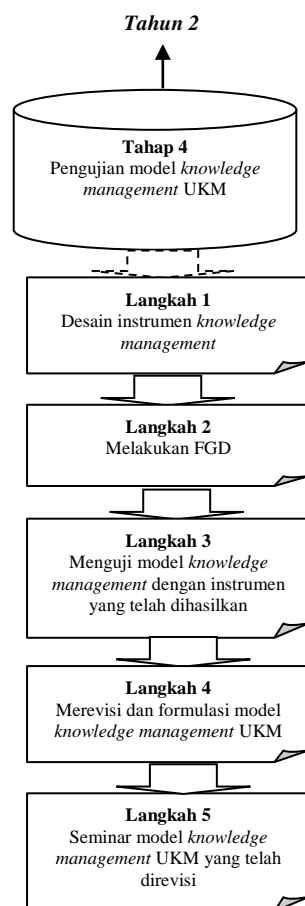 Tahun 2
Tahap 4
Pengujian model knowledge
management UKM
Langkah 1
Desain instrumen knowledge
management
Langkah 2
Melakukan FGD
Langkah 3
Menguji model knowledge
management dengan instrumen
yang telah dihasilkan
Langkah 4
Merevisi dan formulasi model
knowledge management UKM
Langkah 5
Seminar model knowledge
management UKM yang telah
direvisi